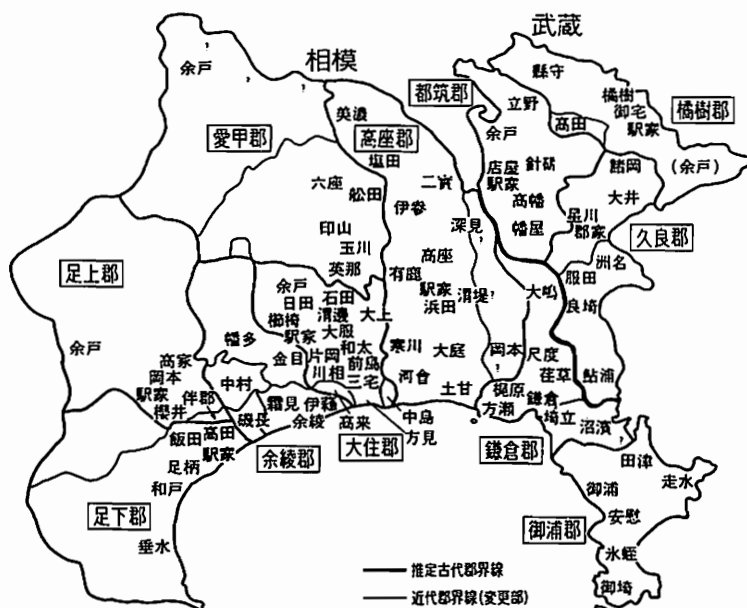 相模
武蔵
余戸
愛甲郡
英濃
高座郡
塩田
六座
舩田
印山
玉川
英那
二寳
伊参
深見
高座
有鹿
駅家
浜田
渭堤
寒川
大庭
河會
土甘
岡本
都筑郡
立野
余戸
店屋
駅家
針硏
高幡
幡屋
縣守
橘樹
御宅
駅家
橘樹郡
高田
諸岡
(余戸)
大井
星川
郡家
久良郡
洲名
服田
良埼
鮎浦
大嶋
尺度
荏草
梶原
方瀬
鎌倉
埼立
沼濱
鎌倉郡
田津
走水
御浦
安慰
御浦郡
氷蛭
御埼
足上郡
余戸
高家
岡本
駅家
伴郡
櫻井
幡多
中村
余戸
日田
石田
渭邊
大上
櫛椅
大服
駅家
和太
金目
片岡
前鳥
川相
三宅
霜見
伊蘓
磯長
余綾
高来
中島
方見
大住郡
余綾郡
飯田
高田
駅家
足柄
和戸
足下郡
垂水
推定古代郡界線
近代郡界線(変更部)